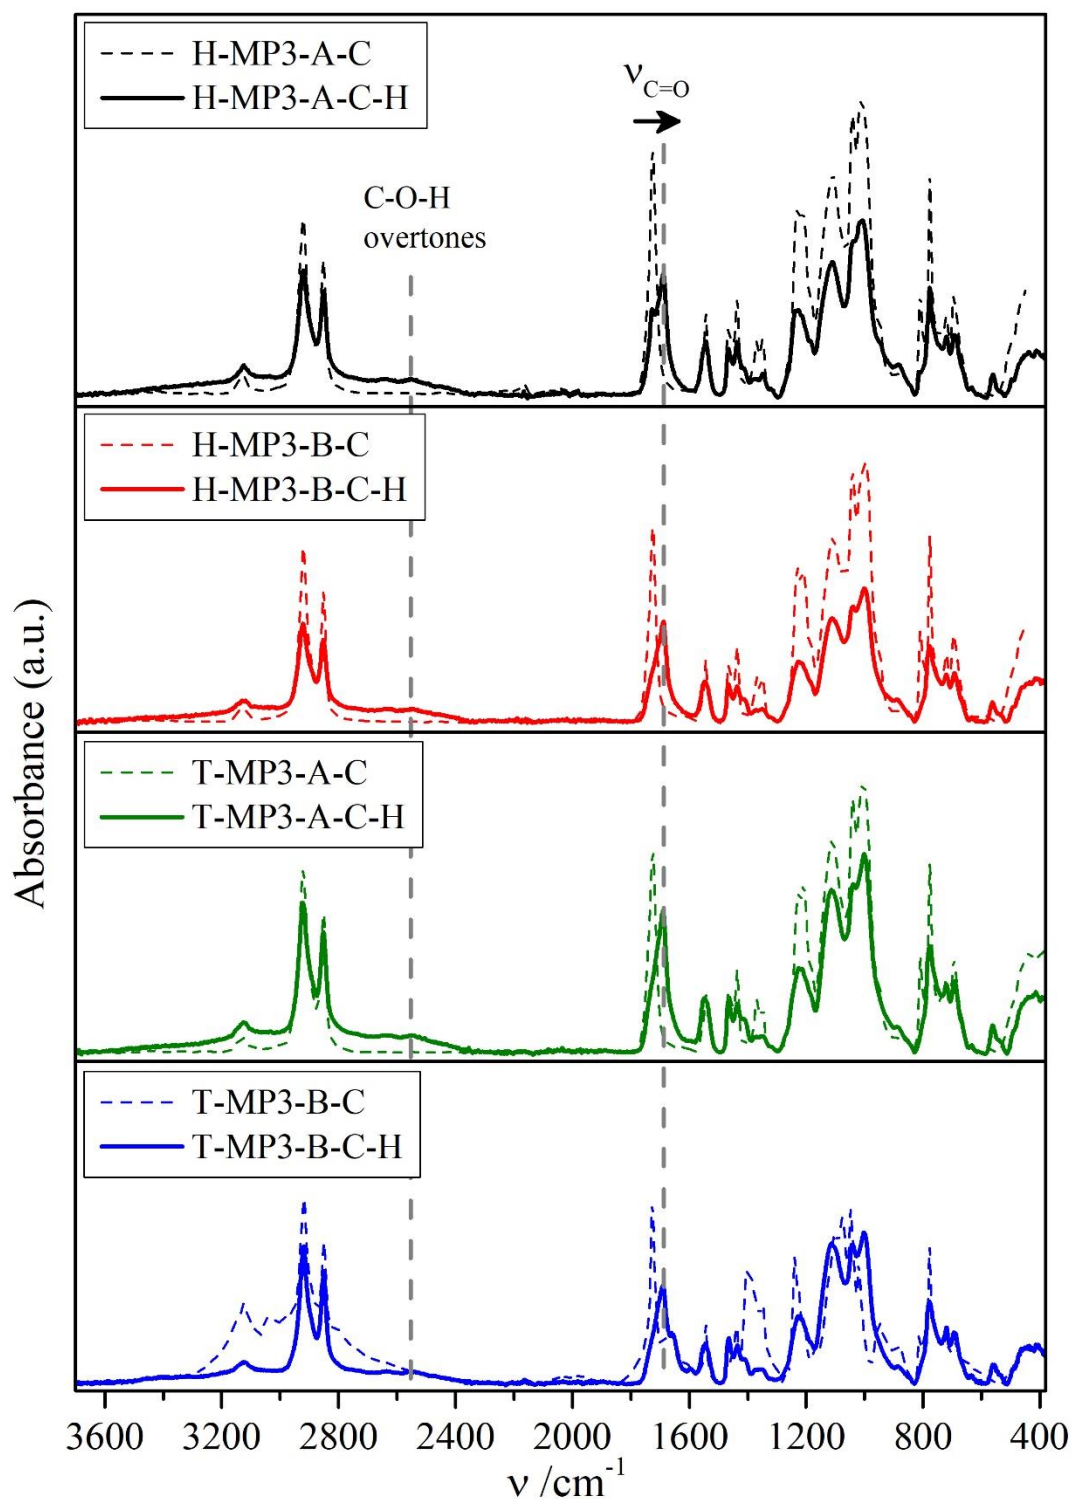 H-MP3-A-C
H-MP3-A-C-H
νC=O
C-O-H
overtones
H-MP3-B-C
H-MP3-B-C-H
T-MP3-A-C
T-MP3-A-C-H
T-MP3-B-C
T-MP3-B-C-H
Absorbance (a.u.)
3600 2800 2400 2000 1600 1200 800 400
ν /cm-1